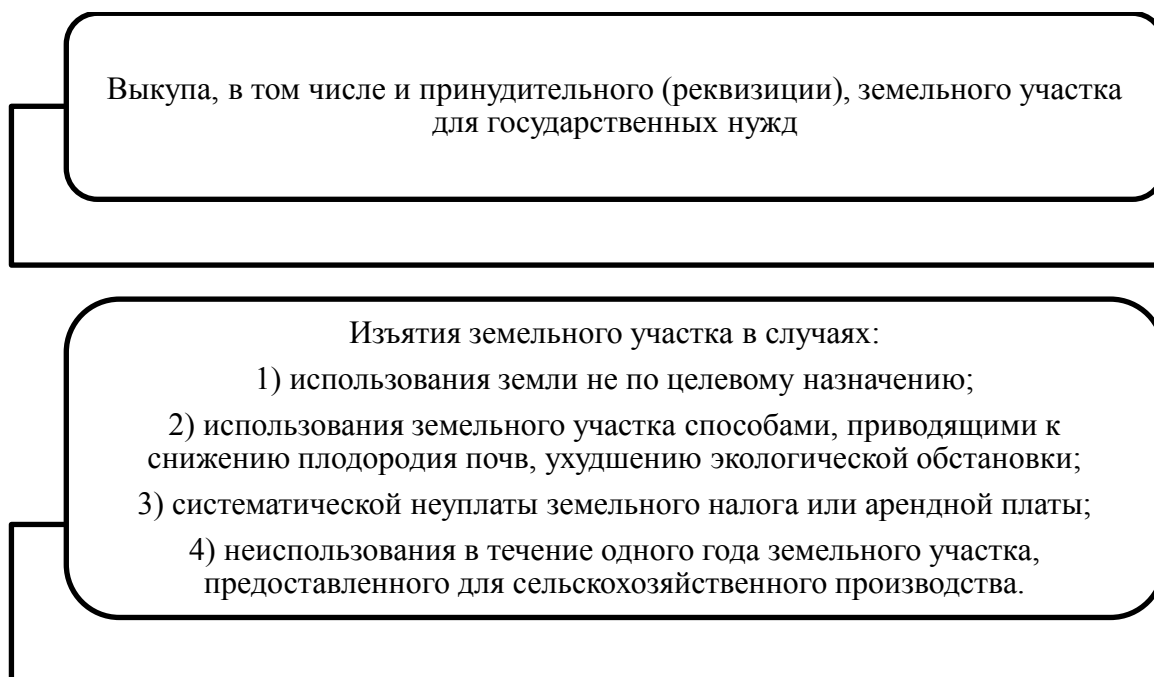 Выкупа, в том числе и принудительного (реквизиции), земельного участка
для государственных нужд
Изъятия земельного участка в случаях:
1) использования земли не по целевому назначению;
2) использования земельного участка способами, приводящими к
снижению плодородия почв, ухудшению экологической обстановки;
3) систематической неуплаты земельного налога или арендной платы;
4) неиспользования в течение одного года земельного участка,
предоставленного для сельскохозяйственного производства.